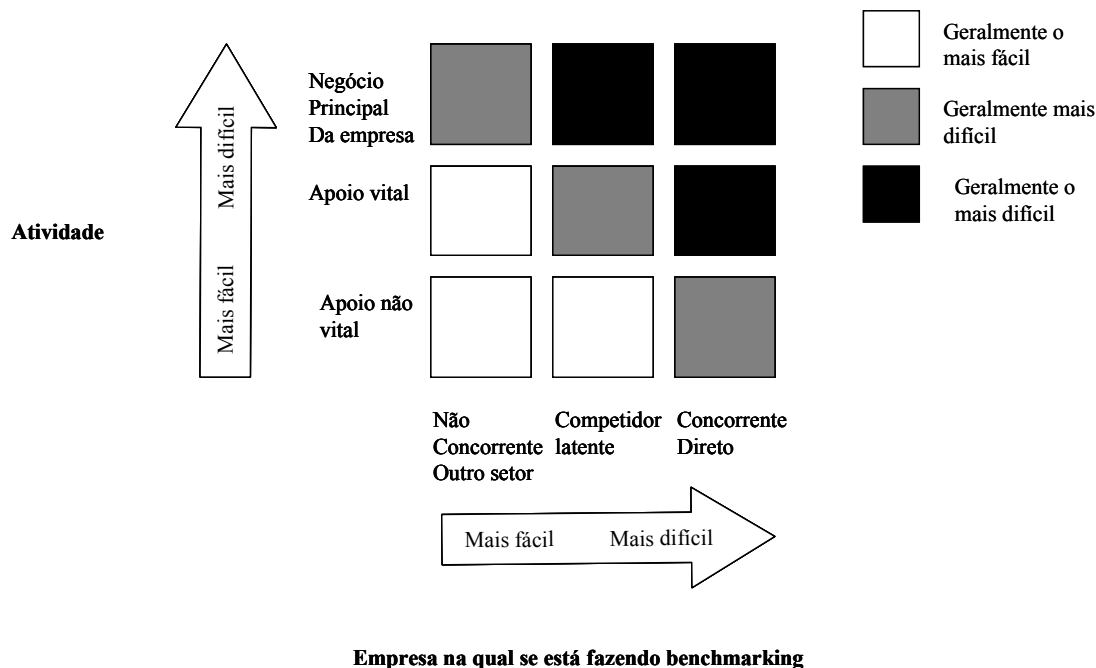 Geralmente o
mais fácil
Geralmente mais
difícil
Geralmente o
mais difícil
Negócio
Principal
Da empresa
Apoio vital
Apoio não
vital
Atividade
Mais difícil
Mais fácil
Não
Concorrente
Outro setor
Competidor
latente
Concorrente
Direto
Mais fácil
Mais difícil
Empresa na qual se está fazendo benchmarking